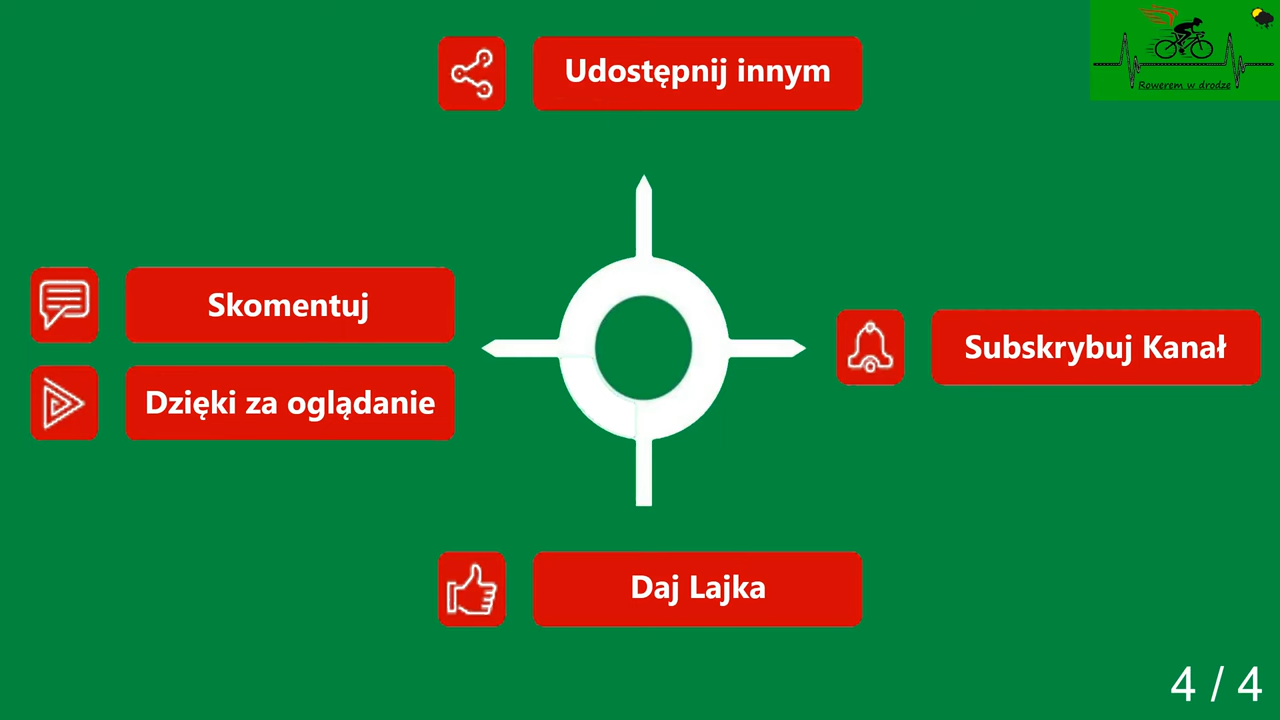 Udostępnij innym
Rowerem w drodze
Skomentuj
Subskrybuj Kanał
Dzięki za oglądanie
Daj Lajka
4 / 4